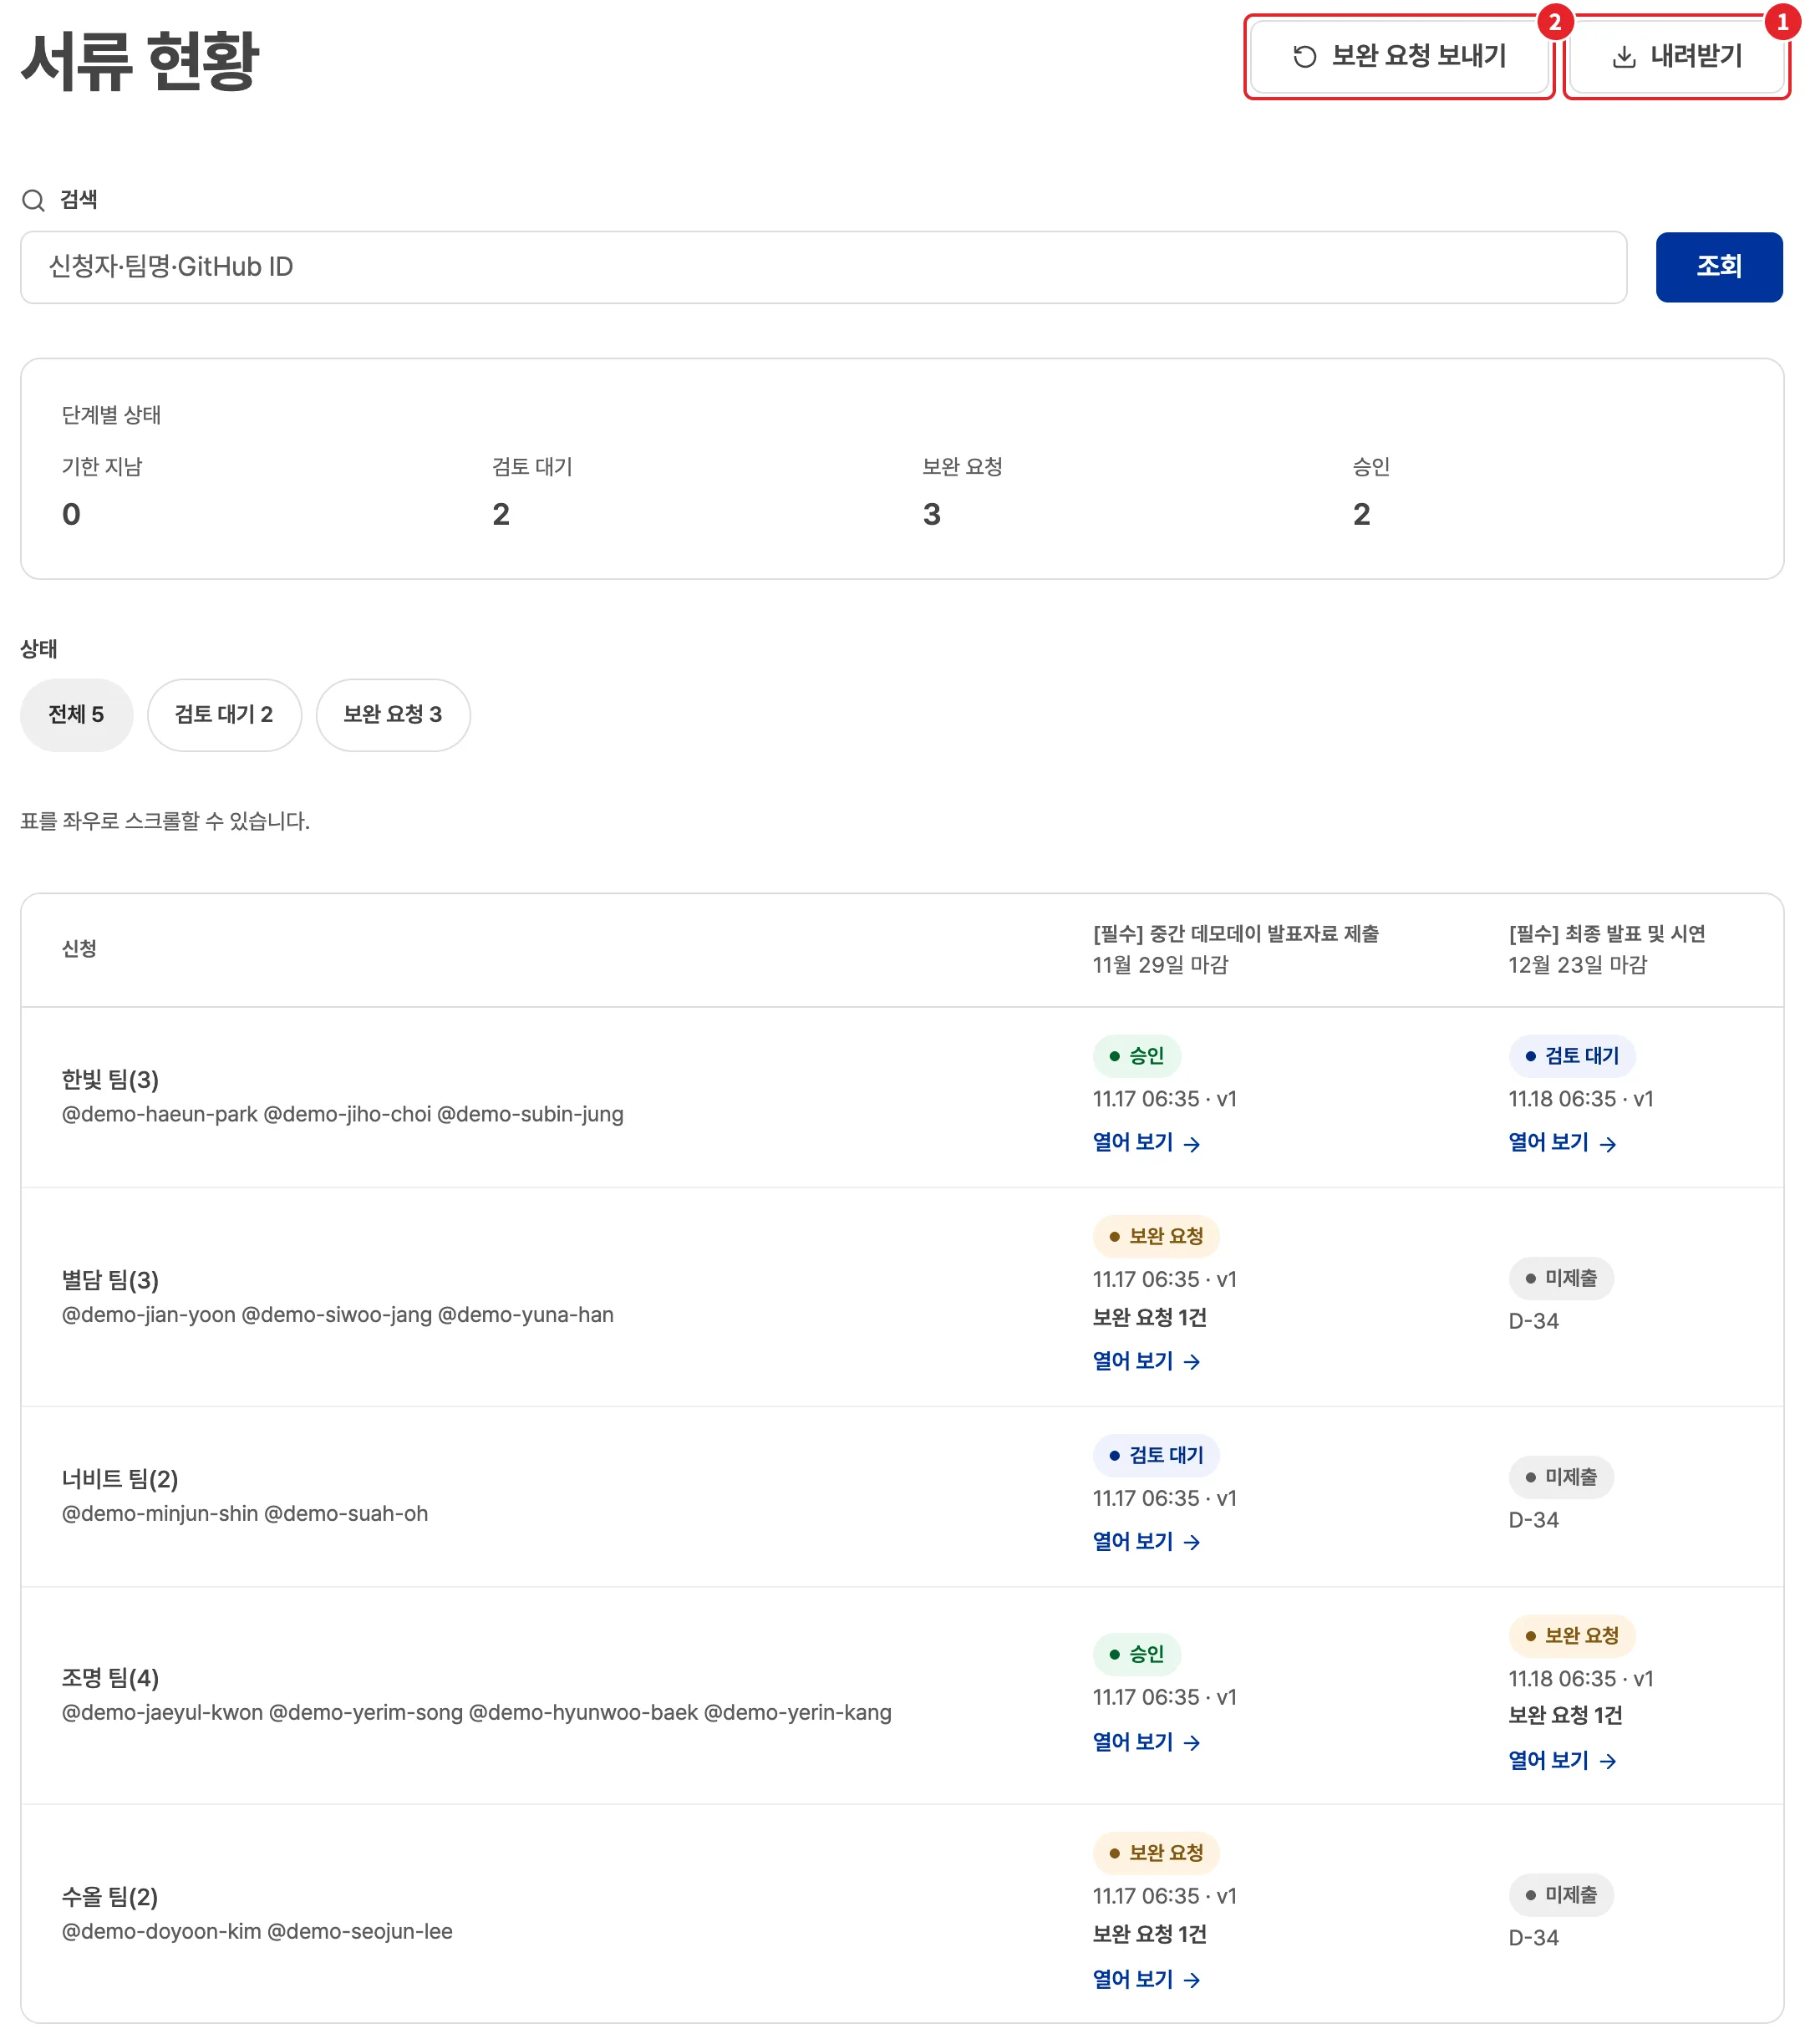 서류 현황
보완 요청 보내기
2
내려받기
1
검색
신청자·팀명·GitHub ID
조회
단계별 상태
기한 지남
검토 대기
보완 요청
승인
0
2
3
2
상태
전체 5
검토 대기 2
보완 요청 3
표를 좌우로 스크롤할 수 있습니다.
신청
[필수] 중간 데모데이 발표자료 제출
11월 29일 마감
[필수] 최종 발표 및 시연
12월 23일 마감
한빛 팀(3)
@demo-haeun-park @demo-jiho-choi @demo-subin-jung
승인
11.17 06:35 · v1
열어 보기 →
검토 대기
11.18 06:35 · v1
열어 보기 →
별담 팀(3)
@demo-jian-yoon @demo-siwoo-jang @demo-yuna-han
보완 요청
11.17 06:35 · v1
보완 요청 1건
열어 보기 →
미제출
D-34
너비트 팀(2)
@demo-minjun-shin @demo-suah-oh
검토 대기
11.17 06:35 · v1
열어 보기 →
미제출
D-34
조명 팀(4)
@demo-jaeyul-kwon @demo-yerim-song @demo-hyunwoo-baek @demo-yerin-kang
승인
11.17 06:35 · v1
열어 보기 →
보완 요청
11.18 06:35 · v1
보완 요청 1건
열어 보기 →
수올 팀(2)
@demo-doyoon-kim @demo-seojun-lee
보완 요청
11.17 06:35 · v1
보완 요청 1건
열어 보기 →
미제출
D-34